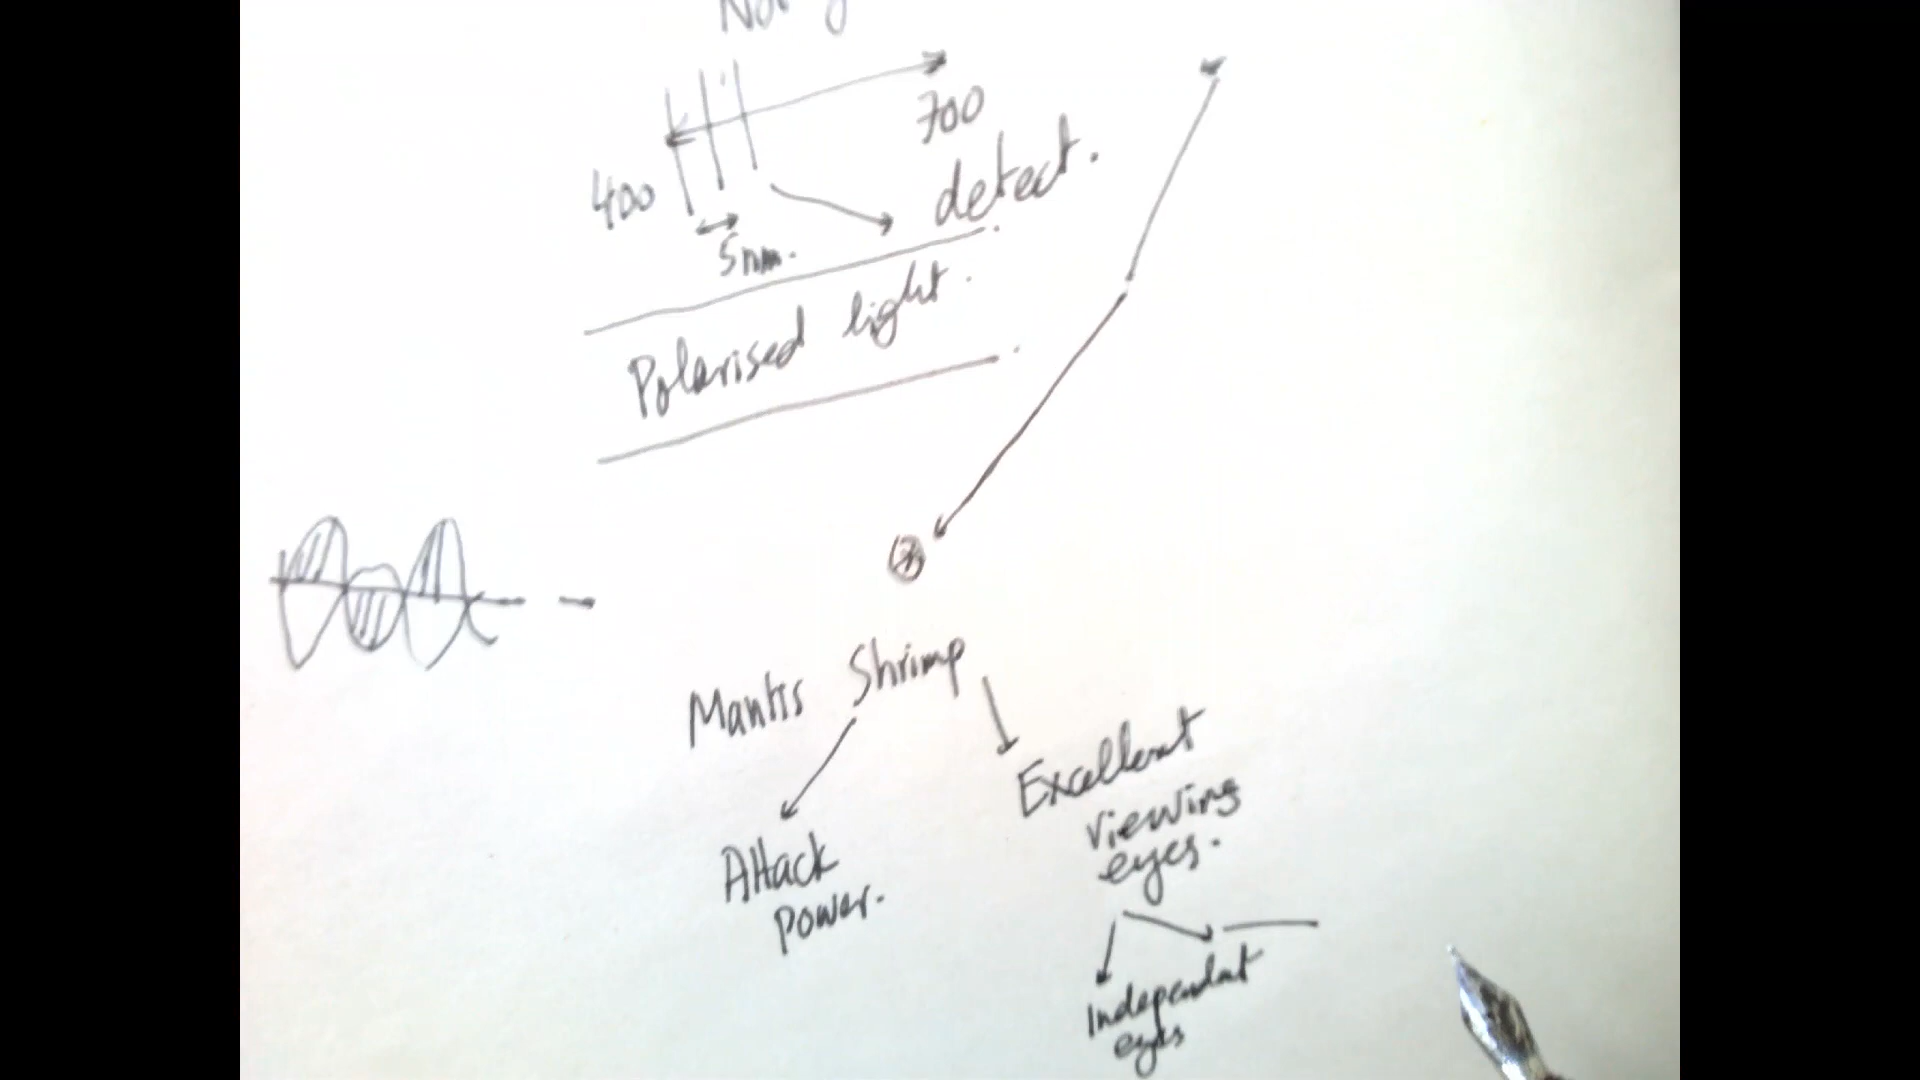 700
400
detect.
5nm.
Polarised light.
Mantis Shrimp
Excellent
viewing
eyes.
Attack
power.
Independent
eyes